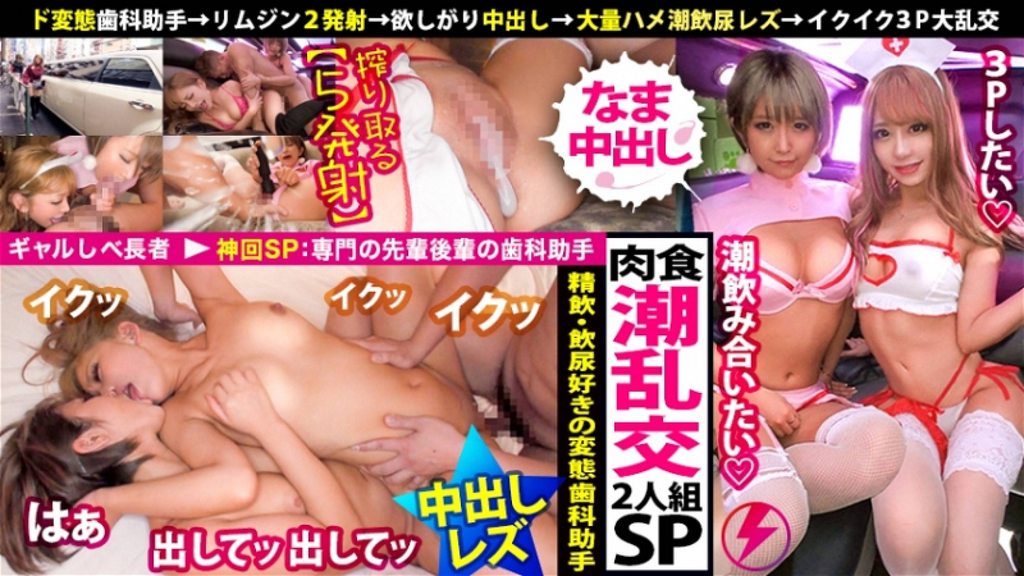 ド変態歯科助手→リムジン2発射→欲しがり中出し→大量ハメ潮飲尿レズ→イクイク3P大乱交
搾り取る
【5発射】
なま
中出し
3Pしたい♡
ギャルしべ長者 ▶ 神回SP:専門の先輩後輩の歯科助手
肉食
潮乱交
2人組
SP
精飲・飲尿好きの変態歯科助手
潮飲み合いたい♡
イクッ
イクッ
イクッ
はぁ
出してッ出してッ
中出し
レズ